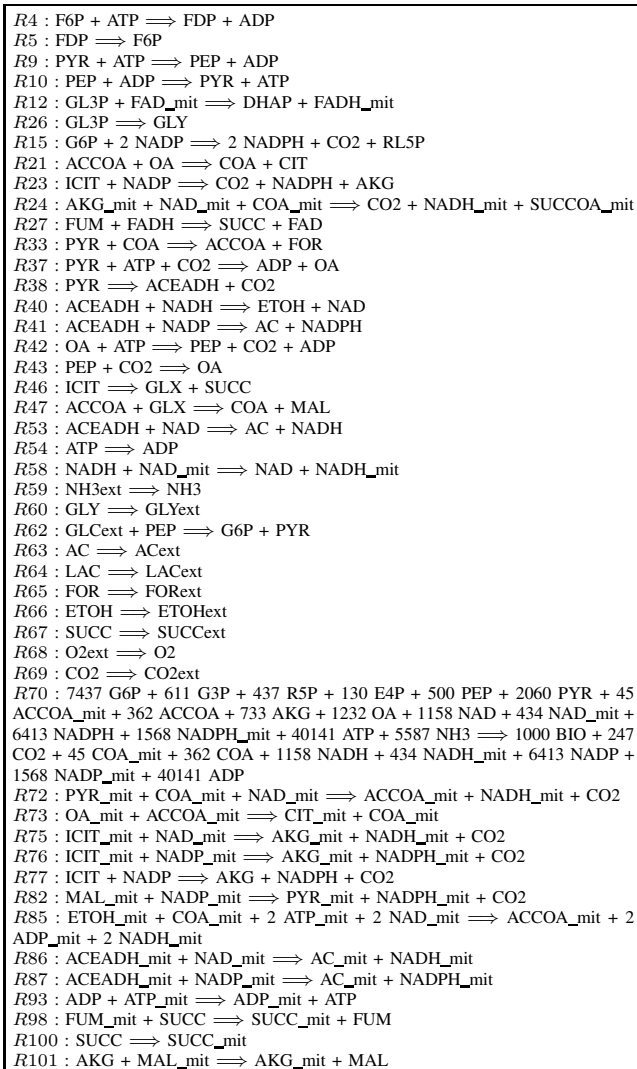 R4 : F6P + ATP ⟹ FDP + ADP
R5 : FDP ⟹ F6P
R9 : PYR + ATP ⟹ PEP + ADP
R10 : PEP + ADP ⟹ PYR + ATP
R12 : GL3P + FAD_mit ⟹ DHAP + FADH_mit
R26 : GL3P ⟹ GLY
R15 : G6P + 2 NADP ⟹ 2 NADPH + CO2 + RL5P
R21 : ACCOA + OA ⟹ COA + CIT
R23 : ICIT + NADP ⟹ CO2 + NADPH + AKG
R24 : AKG_mit + NAD_mit + COA_mit ⟹ CO2 + NADH_mit + SUCCOA_mit
R27 : FUM + FADH ⟹ SUCC + FAD
R33 : PYR + COA ⟹ ACCOA + FOR
R37 : PYR + ATP + CO2 ⟹ ADP + OA
R38 : PYR ⟹ ACEADH + CO2
R40 : ACEADH + NADH ⟹ ETOH + NAD
R41 : ACEADH + NADP ⟹ AC + NADPH
R42 : OA + ATP ⟹ PEP + CO2 + ADP
R43 : PEP + CO2 ⟹ OA
R46 : ICIT ⟹ GLX + SUCC
R47 : ACCOA + GLX ⟹ COA + MAL
R53 : ACEADH + NAD ⟹ AC + NADH
R54 : ATP ⟹ ADP
R58 : NADH + NAD_mit ⟹ NAD + NADH_mit
R59 : NH3ext ⟹ NH3
R60 : GLY ⟹ GLYext
R62 : GLCext + PEP ⟹ G6P + PYR
R63 : AC ⟹ ACext
R64 : LAC ⟹ LACext
R65 : FOR ⟹ FORext
R66 : ETOH ⟹ ETOHext
R67 : SUCC ⟹ SUCCext
R68 : O2ext ⟹ O2
R69 : CO2 ⟹ CO2ext
R70 : 7437 G6P + 611 G3P + 437 R5P + 130 E4P + 500 PEP + 2060 PYR + 45
ACCOA_mit + 362 ACCOA + 733 AKG + 1232 OA + 1158 NAD + 434 NAD_mit +
6413 NADPH + 1568 NADPH_mit + 40141 ATP + 5587 NH3 ⟹ 1000 BIO + 247
CO2 + 45 COA_mit + 362 COA + 1158 NADH + 434 NADH_mit + 6413 NADP +
1568 NADP_mit + 40141 ADP
R72 : PYR_mit + COA_mit + NAD_mit ⟹ ACCOA_mit + NADH_mit + CO2
R73 : OA_mit + ACCOA_mit ⟹ CIT_mit + COA_mit
R75 : ICIT_mit + NAD_mit ⟹ AKG_mit + NADH_mit + CO2
R76 : ICIT_mit + NADP_mit ⟹ AKG_mit + NADPH_mit + CO2
R77 : ICIT + NADP ⟹ AKG + NADPH + CO2
R82 : MAL_mit + NADP_mit ⟹ PYR_mit + NADPH_mit + CO2
R85 : ETOH_mit + COA_mit + 2 ATP_mit + 2 NAD_mit ⟹ ACCOA_mit + 2
ADP_mit + 2 NADH_mit
R86 : ACEADH_mit + NAD_mit ⟹ AC_mit + NADH_mit
R87 : ACEADH_mit + NADP_mit ⟹ AC_mit + NADPH_mit
R93 : ADP + ATP_mit ⟹ ADP_mit + ATP
R98 : FUM_mit + SUCC ⟹ SUCC_mit + FUM
R100 : SUCC ⟹ SUCC_mit
R101 : AKG + MAL_mit ⟹ AKG_mit + MAL